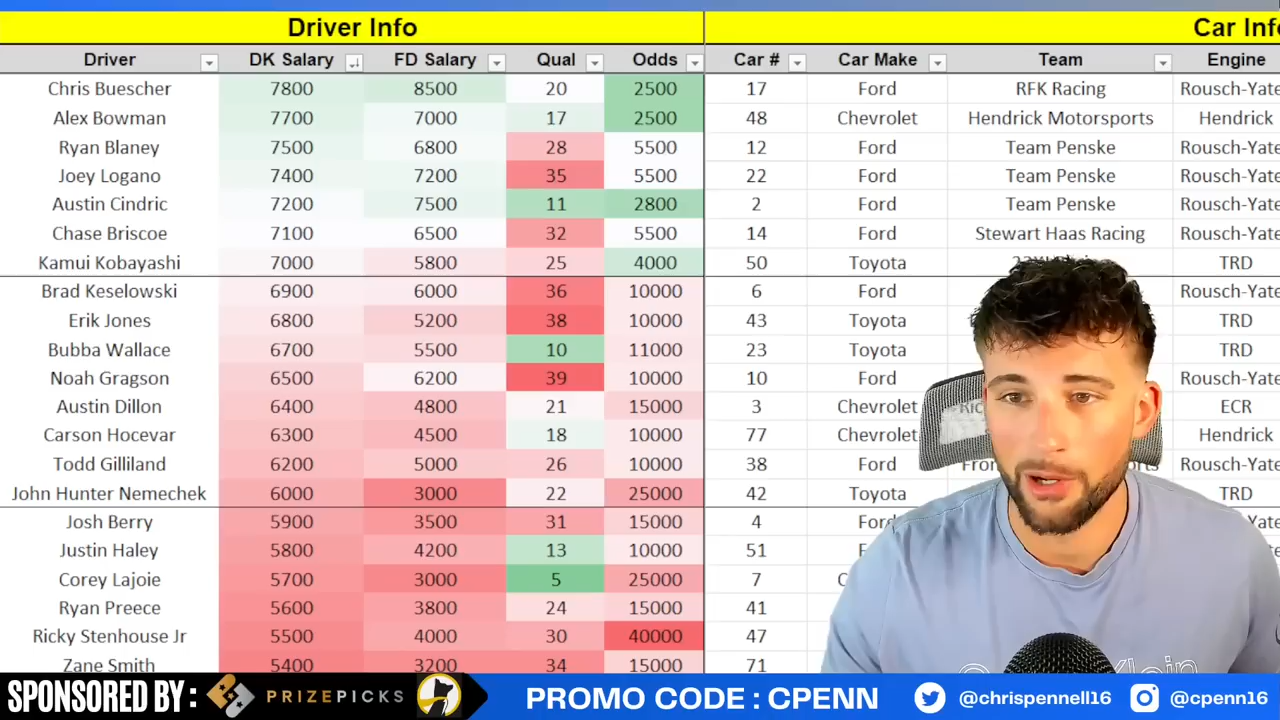 Driver Info Car Info
Driver DK Salary FD Salary Qual Odds Car # Car Make Team Engine
Chris Buescher 7800 8500 20 2500 17 Ford RFK Racing Rousch-Yate
Alex Bowman 7700 7000 17 2500 48 Chevrolet Hendrick Motorsports Hendrick
Ryan Blaney 7500 6800 28 5500 12 Ford Team Penske Rousch-Yate
Joey Logano 7400 7200 35 5500 22 Ford Team Penske Rousch-Yate
Austin Cindric 7200 7500 11 2800 2 Ford Team Penske Rousch-Yate
Chase Briscoe 7100 6500 32 5500 14 Ford Stewart Haas Racing Rousch-Yate
Kamui Kobayashi 7000 5800 25 4000 50 Toyota TRD
Brad Keselowski 6900 6000 36 10000 6 Ford Rousch-Yate
Erik Jones 6800 5200 38 10000 43 Toyota TRD
Bubba Wallace 6700 5500 10 11000 23 Toyota TRD
Noah Gragson 6500 6200 39 10000 10 Ford Rousch-Yate
Austin Dillon 6400 4800 21 15000 3 Chevrolet ECR
Carson Hocevar 6300 4500 18 10000 77 Chevrolet Hendrick
Todd Gilliland 6200 5000 26 10000 38 Ford Rousch-Yate
John Hunter Nemechek 6000 3000 22 25000 42 Toyota TRD
Josh Berry 5900 3500 31 15000 4 Ford
Justin Haley 5800 4200 13 10000 51
Corey Lajoie 5700 3000 5 25000 7
Ryan Preece 5600 3800 24 15000 41
Ricky Stenhouse Jr 5500 4000 30 40000 47
Zane Smith 5400 3200 34 15000 71
SPONSORED BY: PRIZEPICKS PROMO CODE : CPENN @chrispennell16 @cpenn16